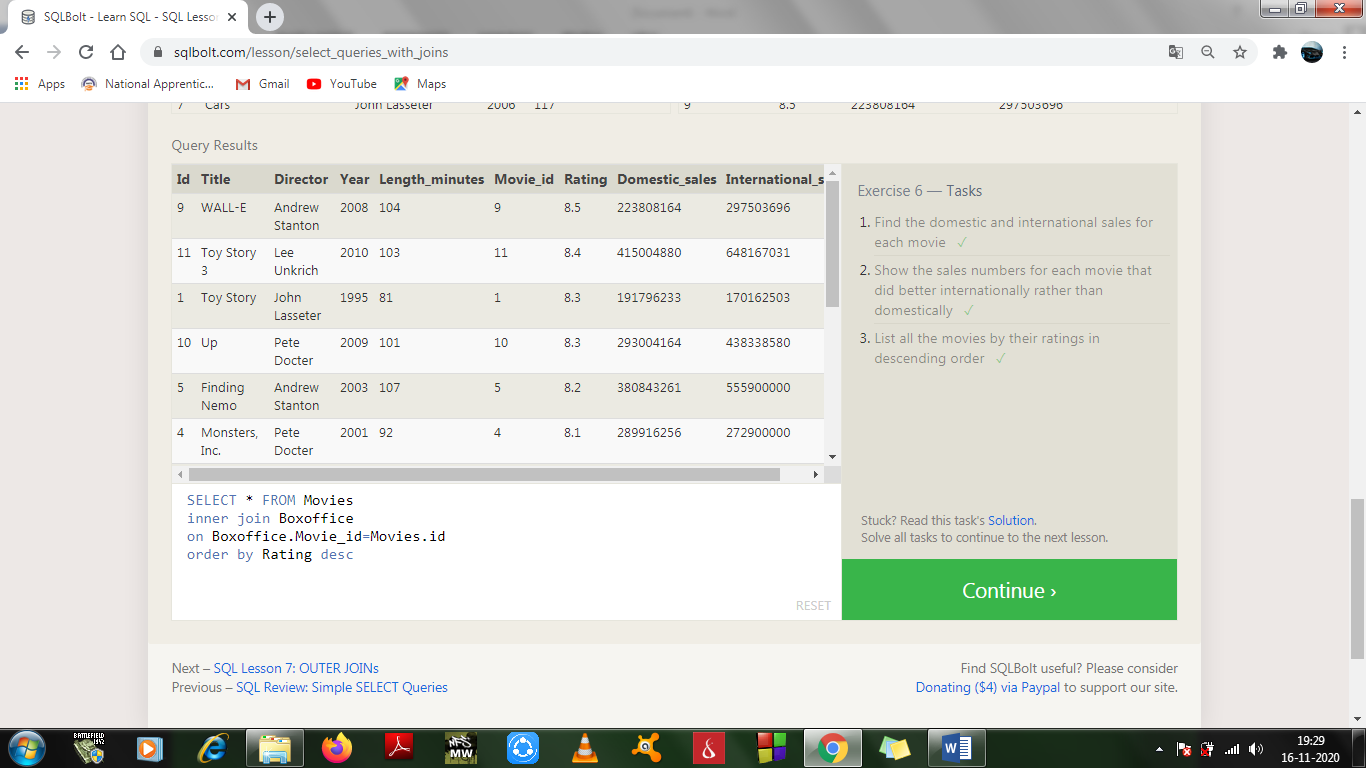 SQLBolt - Learn SQL - SQL Lesson
sqlbolt.com/lesson/select_queries_with_joins
Apps National Apprentic... Gmail YouTube Maps
7 Cars John Lasseter 2006 117 9 8.5 223808164 297503696
Query Results
Id Title Director Year Length_minutes Movie_id Rating Domestic_sales International_s
9 WALL-E Andrew Stanton 2008 104 9 8.5 223808164 297503696
11 Toy Story 3 Lee Unkrich 2010 103 11 8.4 415004880 648167031
1 Toy Story John Lasseter 1995 81 1 8.3 191796233 170162503
10 Up Pete Docter 2009 101 10 8.3 293004164 438338580
5 Finding Nemo Andrew Stanton 2003 107 5 8.2 380843261 555900000
4 Monsters, Inc. Pete Docter 2001 92 4 8.1 289916256 272900000
SELECT * FROM Movies
inner join Boxoffice
on Boxoffice.Movie_id=Movies.id
order by Rating desc
RESET
Exercise 6 — Tasks
1. Find the domestic and international sales for
each movie ✓
2. Show the sales numbers for each movie that
did better internationally rather than
domestically ✓
3. List all the movies by their ratings in
descending order ✓
Stuck? Read this task's Solution.
Solve all tasks to continue to the next lesson.
Continue ›
Next – SQL Lesson 7: OUTER JOINs
Previous – SQL Review: Simple SELECT Queries
Find SQLBolt useful? Please consider
Donating ($4) via Paypal to support our site.
BATTLEFIELD
1942
NFS
MW
19:29
16-11-2020